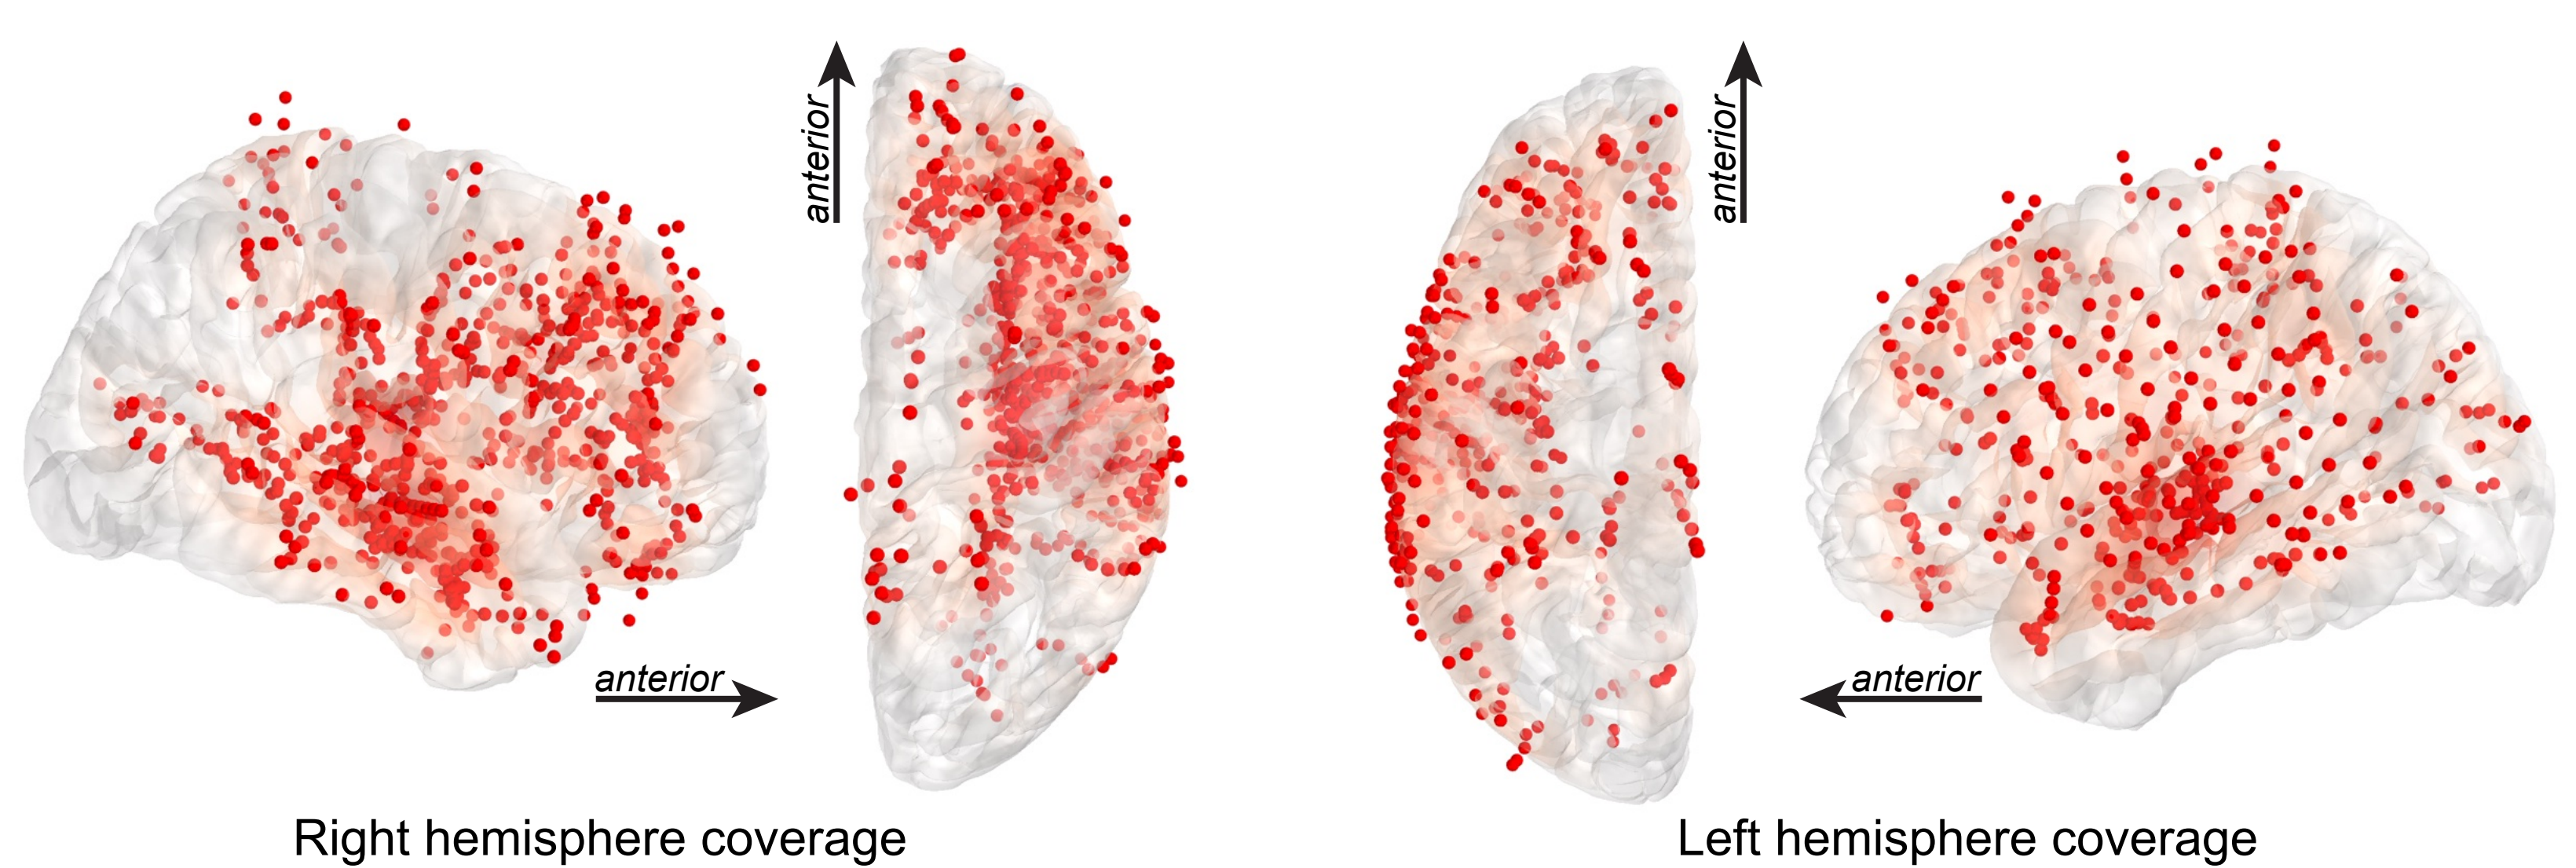 anterior
anterior
anterior
anterior
Right hemisphere coverage
Left hemisphere coverage